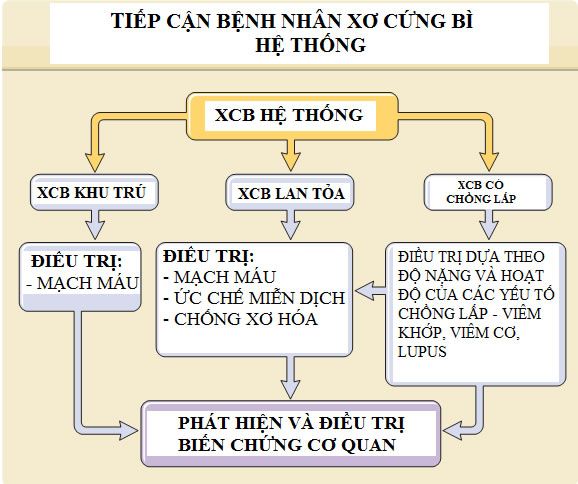 TIẾP CẬN BỆNH NHÂN XƠ CỨNG BÌ
HỆ THỐNG
XCB HỆ THỐNG
XCB KHU TRÚ
XCB LAN TỎA
XCB CÓ
CHỒNG LẮP
ĐIỀU TRỊ:
- MẠCH MÁU
ĐIỀU TRỊ:
- MẠCH MÁU
- ỨC CHẾ MIỄN DỊCH
- CHỐNG XƠ HÓA
ĐIỀU TRỊ DỰA THEO
ĐỘ NẶNG VÀ HOẠT
ĐỘ CỦA CÁC YẾU TỐ
CHỒNG LẮP - VIÊM
KHỚP, VIÊM CƠ,
LUPUS
PHÁT HIỆN VÀ ĐIỀU TRỊ
BIẾN CHỨNG CƠ QUAN